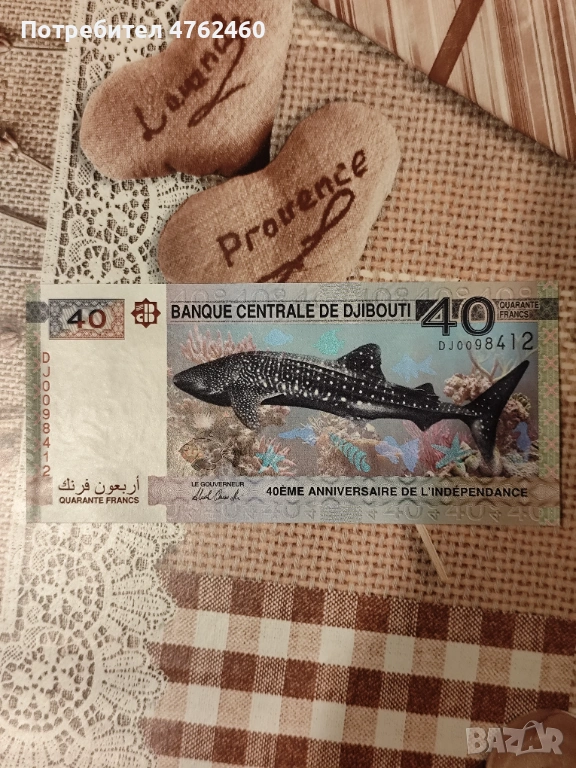 Потребител 4762460
Lavande
Provence
40
BANQUE CENTRALE DE DJIBOUTI
40 QUARANTE
FRANCS
DJ0098412
DJ0098412
LE GOUVERNEUR
أربعون فرنك
QUARANTE FRANCS
40ÈME ANNIVERSAIRE DE L'INDÉPENDANCE
BAZAR